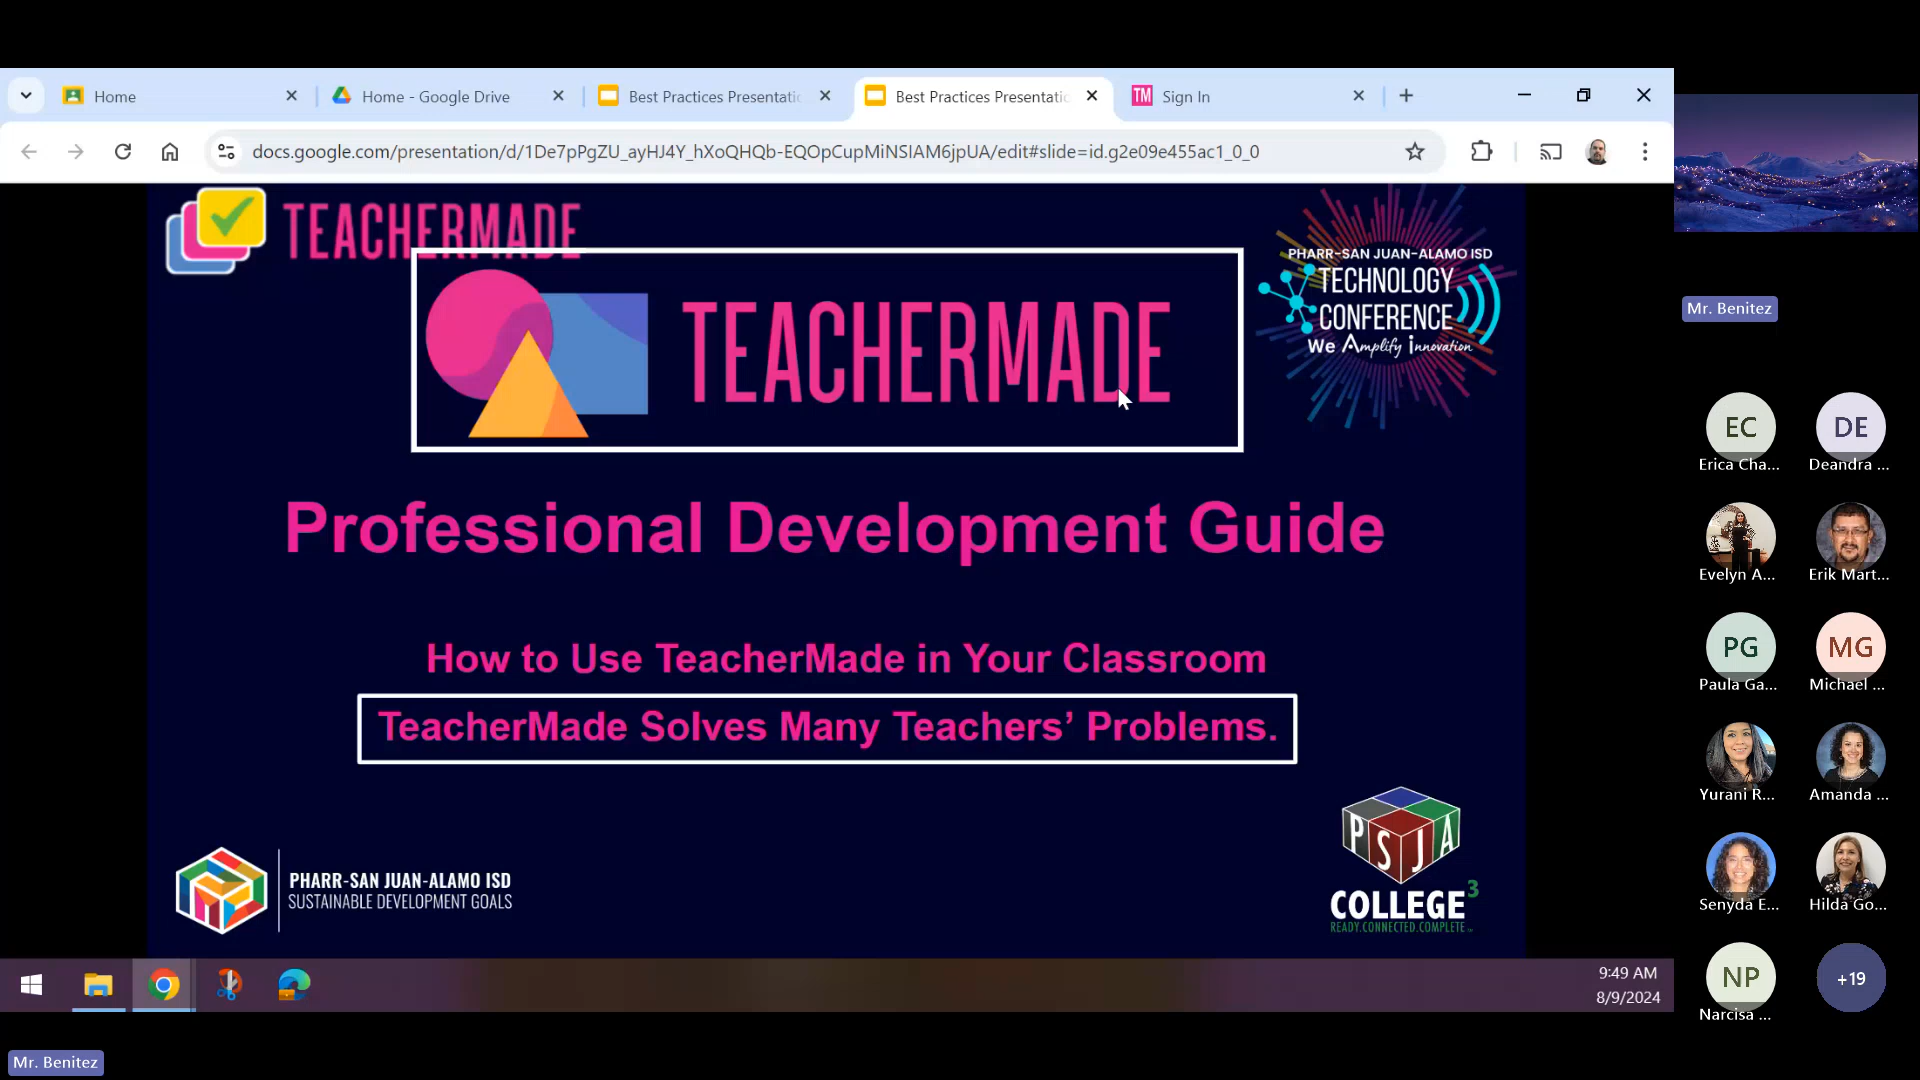 Home
Home - Google Drive
Best Practices Presentatic
Best Practices Presentatic
TM Sign In
docs.google.com/presentation/d/1De7pPgZU_ayHJ4Y_hXoQHQb-EQOpCupMiNSIAM6jpUA/edit#slide=id.g2e09e455ac1_0_0
TEACHERMADE
TEACHERMADE
PHARR-SAN JUAN-ALAMO ISD
TECHNOLOGY
CONFERENCE
We Amplify Innovation
Professional Development Guide
How to Use TeacherMade in Your Classroom
TeacherMade Solves Many Teachers’ Problems.
PHARR-SAN JUAN-ALAMO ISD
SUSTAINABLE DEVELOPMENT GOALS
PSJA
COLLEGE³
READY.CONNECTED.COMPLETE
9:49 AM
8/9/2024
Mr. Benitez
Mr. Benitez
EC
Erica Cha...
DE
Deandra ...
Evelyn A...
Erik Mart...
PG
Paula Ga...
MG
Michael ...
Yurani R...
Amanda ...
Senyda E...
Hilda Go...
NP
Narcisa ...
+19